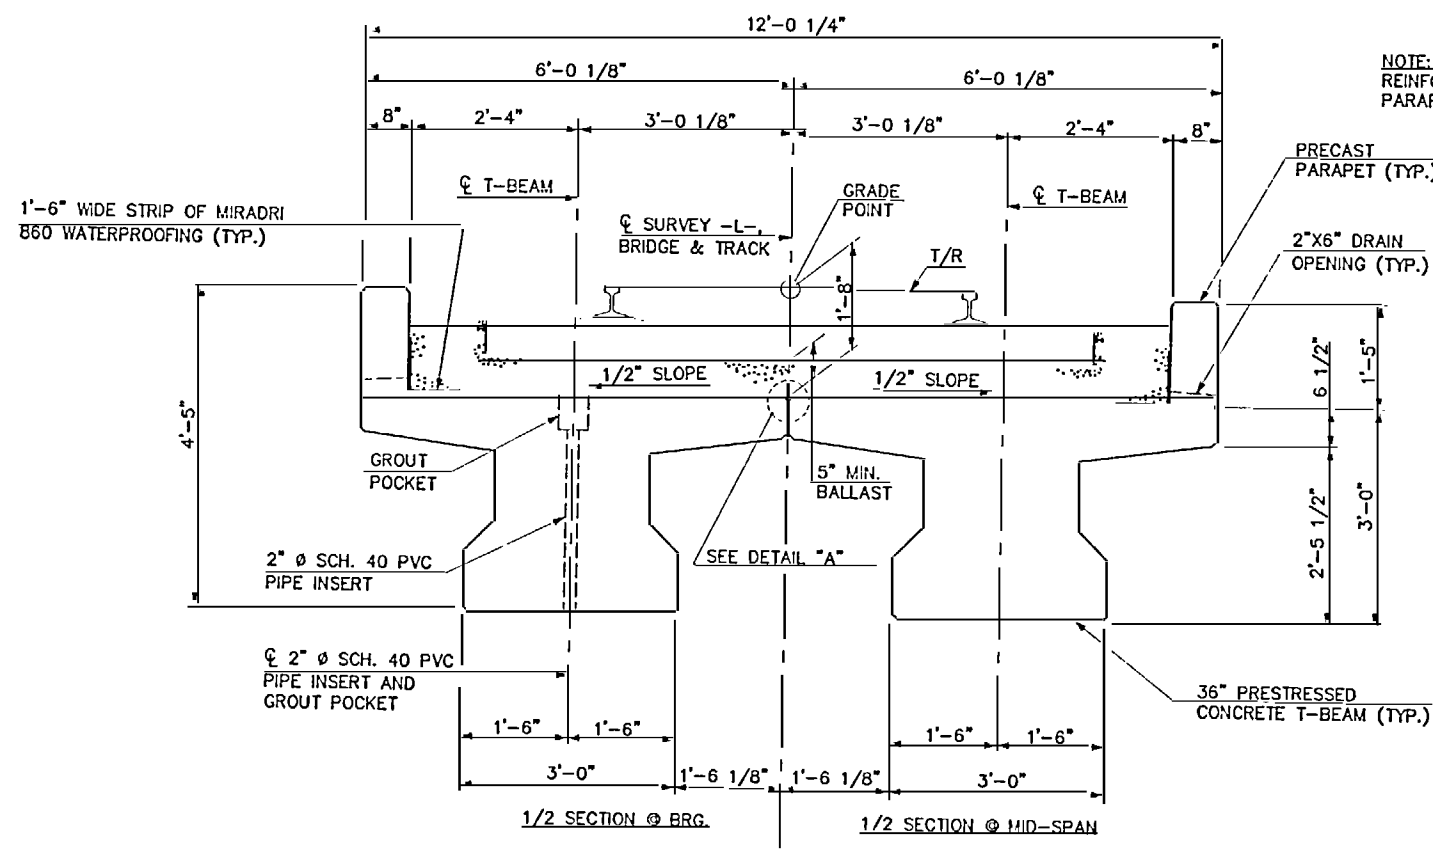 12'-0 1/4"
6'-0 1/8"
6'-0 1/8"
8"
2'-4"
3'-0 1/8"
3'-0 1/8"
2'-4"
8"
NOTE:
PRECAST
PARAPET (TYP.)
℄ T-BEAM
GRADE
POINT
℄ T-BEAM
1'-6" WIDE STRIP OF MIRADRI
860 WATERPROOFING (TYP.)
℄ SURVEY -L-,
BRIDGE & TRACK
2"X6" DRAIN
OPENING (TYP.)
T/R
1'-8"
1/2" SLOPE
1/2" SLOPE
6 1/2"
1'-5"
4'-5"
GROUT
POCKET
5" MIN.
BALLAST
2'-5 1/2"
3'-0"
2" Ø SCH. 40 PVC
PIPE INSERT
SEE DETAIL "A"
℄ 2" Ø SCH. 40 PVC
PIPE INSERT AND
GROUT POCKET
36" PRESTRESSED
CONCRETE T-BEAM (TYP.)
1'-6"
1'-6"
1'-6"
1'-6"
3'-0"
1'-6 1/8"
1'-6 1/8"
3'-0"
1/2 SECTION @ BRG.
1/2 SECTION @ MID-SPAN